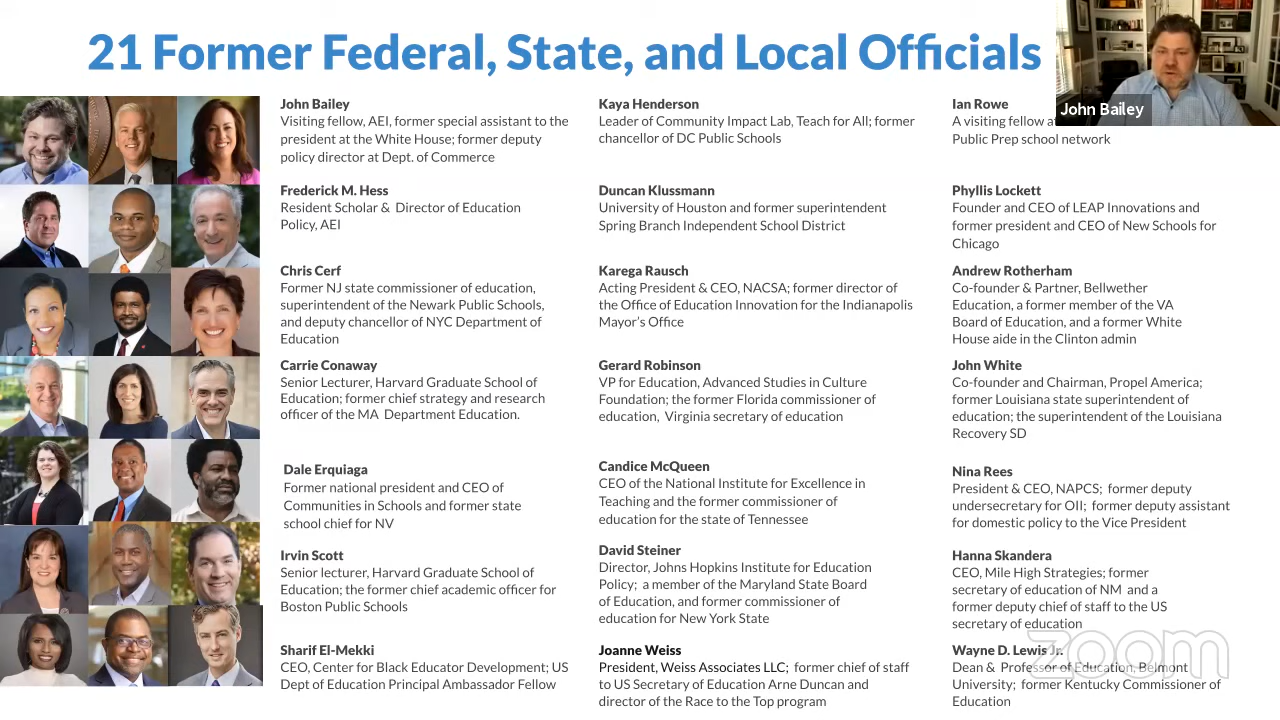 21 Former Federal, State, and Local Officials
John Bailey
John Bailey
Visiting fellow, AEI, former special assistant to the
president at the White House; former deputy
policy director at Dept. of Commerce
Kaya Henderson
Leader of Community Impact Lab, Teach for All; former
chancellor of DC Public Schools
Ian Rowe
A visiting fellow
Public Prep school network
Frederick M. Hess
Resident Scholar & Director of Education
Policy, AEI
Duncan Klussmann
University of Houston and former superintendent
Spring Branch Independent School District
Phyllis Lockett
Founder and CEO of LEAP Innovations and
former president and CEO of New Schools for
Chicago
Chris Cerf
Former NJ state commissioner of education,
superintendent of the Newark Public Schools,
and deputy chancellor of NYC Department of
Education
Karega Rausch
Acting President & CEO, NACSA; former director of
the Office of Education Innovation for the Indianapolis
Mayor's Office
Andrew Rotherham
Co-founder & Partner, Bellwether
Education, a former member of the VA
Board of Education, and a former White
House aide in the Clinton admin
Carrie Conaway
Senior Lecturer, Harvard Graduate School of
Education; former chief strategy and research
officer of the MA Department Education.
Gerard Robinson
VP for Education, Advanced Studies in Culture
Foundation; the former Florida commissioner of
education, Virginia secretary of education
John White
Co-founder and Chairman, Propel America;
former Louisiana state superintendent of
education; the superintendent of the Louisiana
Recovery SD
Dale Erquiaga
Former national president and CEO of
Communities in Schools and former state
school chief for NV
Candice McQueen
CEO of the National Institute for Excellence in
Teaching and the former commissioner of
education for the state of Tennessee
Nina Rees
President & CEO, NAPCS; former deputy
undersecretary for OII; former deputy assistant
for domestic policy to the Vice President
Irvin Scott
Senior lecturer, Harvard Graduate School of
Education; the former chief academic officer for
Boston Public Schools
David Steiner
Director, Johns Hopkins Institute for Education
Policy; a member of the Maryland State Board
of Education, and former commissioner of
education for New York State
Hanna Skandera
CEO, Mile High Strategies; former
secretary of education of NM and a
former deputy chief of staff to the US
secretary of education
Sharif El-Mekki
CEO, Center for Black Educator Development; US
Dept of Education Principal Ambassador Fellow
Joanne Weiss
President, Weiss Associates LLC; former chief of staff
to US Secretary of Education Arne Duncan and
director of the Race to the Top program
Wayne D. Lewis Jr.
Dean & Professor of Education, Belmont
University; former Kentucky Commissioner of
Education
zoom